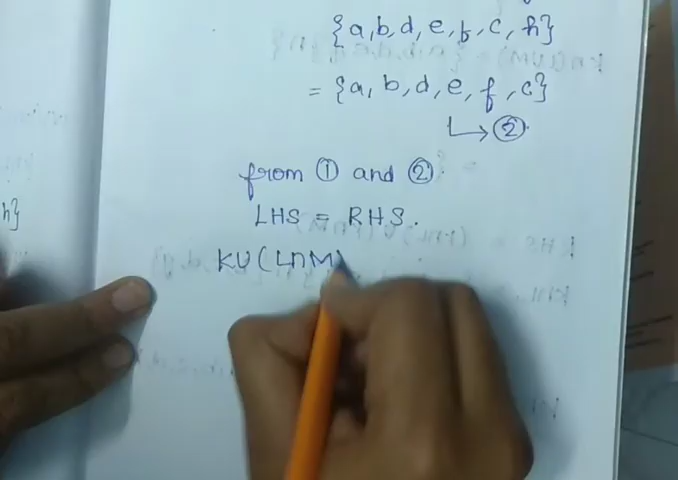 {a,b,d,e,f,c,h}
= {a,b,d,e,f,c}
↳②.
from ① and ②.
LHS = RHS.
h}
KU(L∩M)